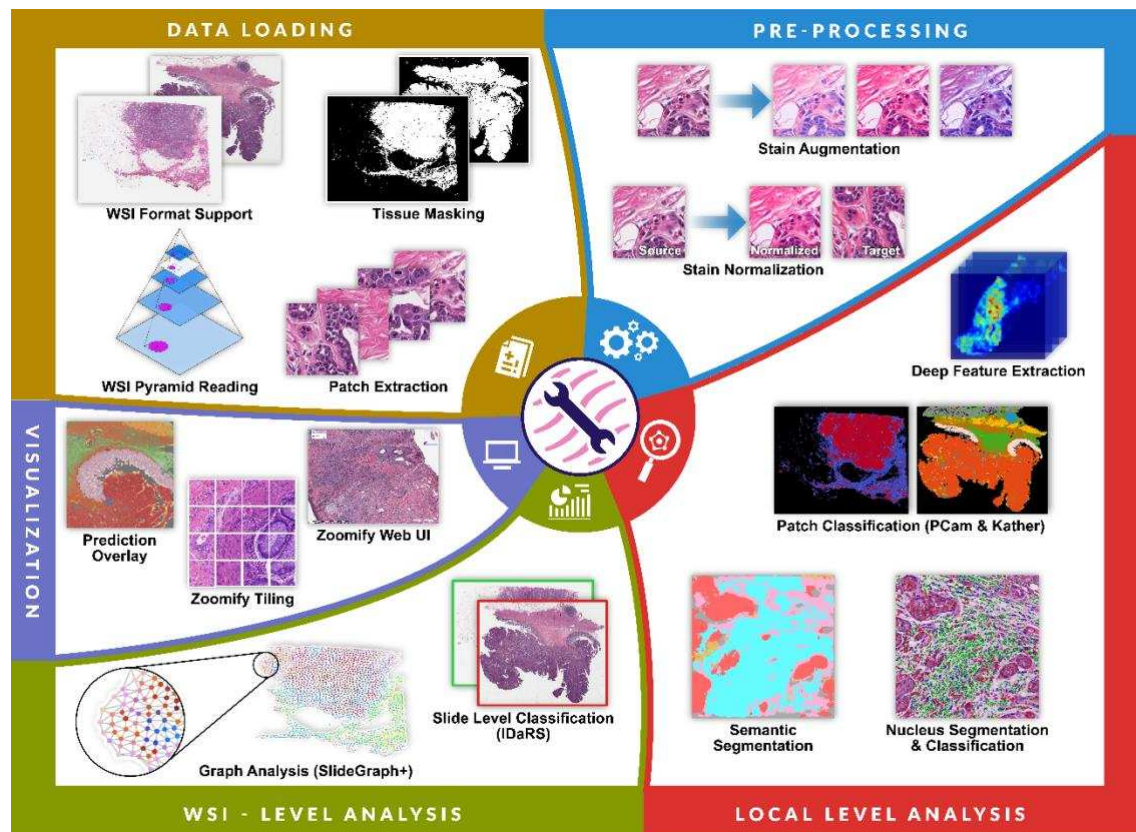 DATA LOADING
PRE-PROCESSING
WSI Format Support
Tissue Masking
WSI Pyramid Reading
Patch Extraction
Stain Augmentation
Source
Normalized
Target
Stain Normalization
Deep Feature Extraction
Patch Classification (PCam & Kather)
Semantic
Segmentation
Nucleus Segmentation
& Classification
VISUALIZATION
Prediction
Overlay
Zoomify Tiling
Zoomify Web UI
Slide Level Classification
(IDaRS)
Graph Analysis (SlideGraph+)
WSI - LEVEL ANALYSIS
LOCAL LEVEL ANALYSIS